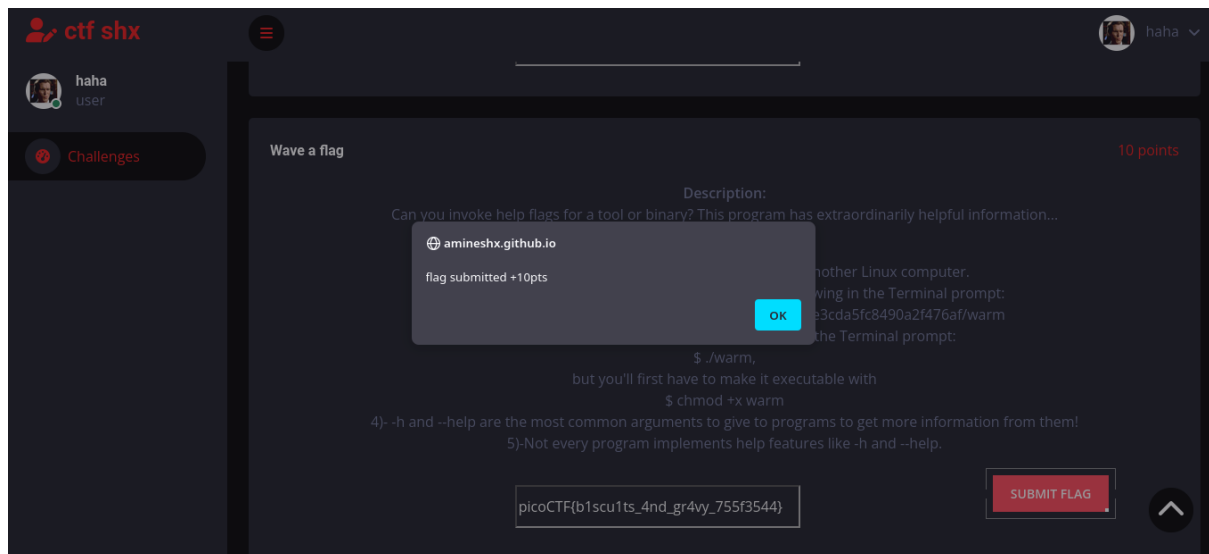 ctf shx
haha
haha
user
Challenges
Wave a flag
10 points
Description:
Can you invoke help flags for a tool or binary? This program has extraordinarily helpful information...
amineshx.github.io
flag submitted +10pts
OK
nother Linux computer.
wing in the Terminal prompt:
e3cda5fc8490a2f476af/warm
the Terminal prompt:
$ ./warm,
but you'll first have to make it executable with
$ chmod +x warm
4)- -h and --help are the most common arguments to give to programs to get more information from them!
5)-Not every program implements help features like -h and --help.
SUBMIT FLAG
picoCTF{b1scu1ts_4nd_gr4vy_755f3544}